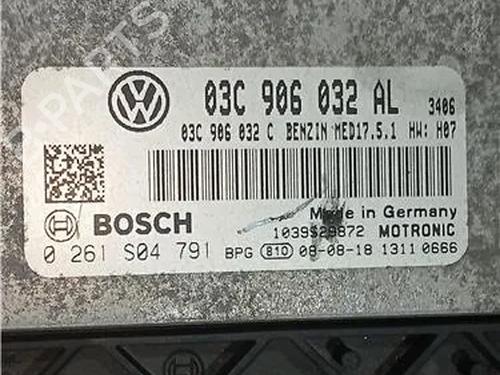 03C 906 032 AL 3406
03C 906 032 C BENZIN MED17.5.1 HW: H07
BOSCH
Made in Germany
1039S29872 MOTRONIC
0 261 S04 791 BPG 810 08-08-18 1311 0666